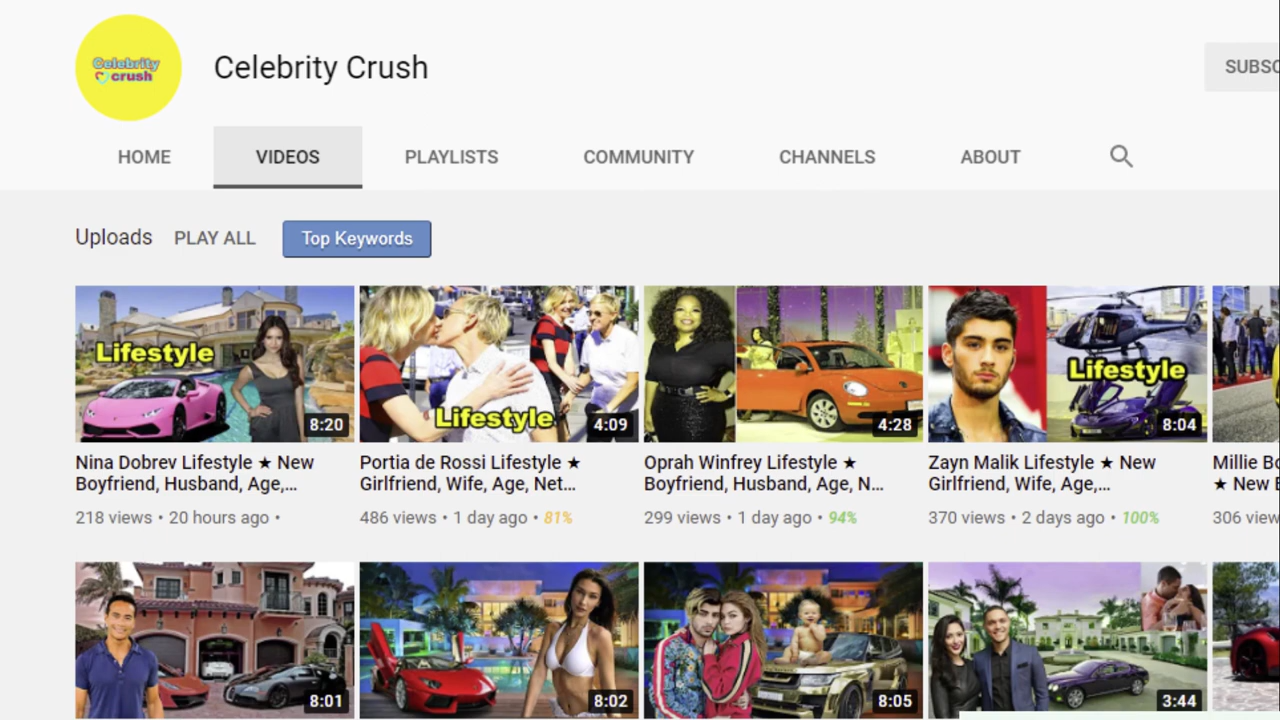 Celebrity
crush
Celebrity Crush
SUBSC
HOME VIDEOS PLAYLISTS COMMUNITY CHANNELS ABOUT
Uploads PLAY ALL Top Keywords
Lifestyle
8:20
Lifestyle
4:09
4:28
Lifestyle
8:04
Nina Dobrev Lifestyle ★ New
Boyfriend, Husband, Age,...
218 views • 20 hours ago •
Portia de Rossi Lifestyle ★
Girlfriend, Wife, Age, Net...
486 views • 1 day ago • 81%
Oprah Winfrey Lifestyle ★
Boyfriend, Husband, Age, N...
299 views • 1 day ago • 94%
Zayn Malik Lifestyle ★ New
Girlfriend, Wife, Age,...
370 views • 2 days ago • 100%
Millie Bo
★ New B
306 view
8:01
8:02
8:05
3:44